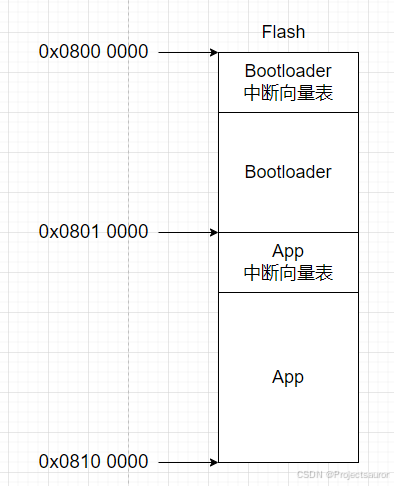 Flash
0x0800 0000
Bootloader
中断向量表
Bootloader
0x0801 0000
App
中断向量表
App
0x0810 0000
CSDN @Projectsauror